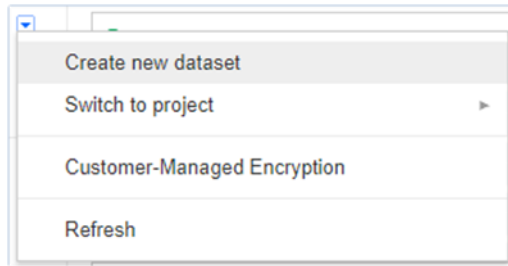 Create new dataset
Switch to project
Customer-Managed Encryption
Refresh